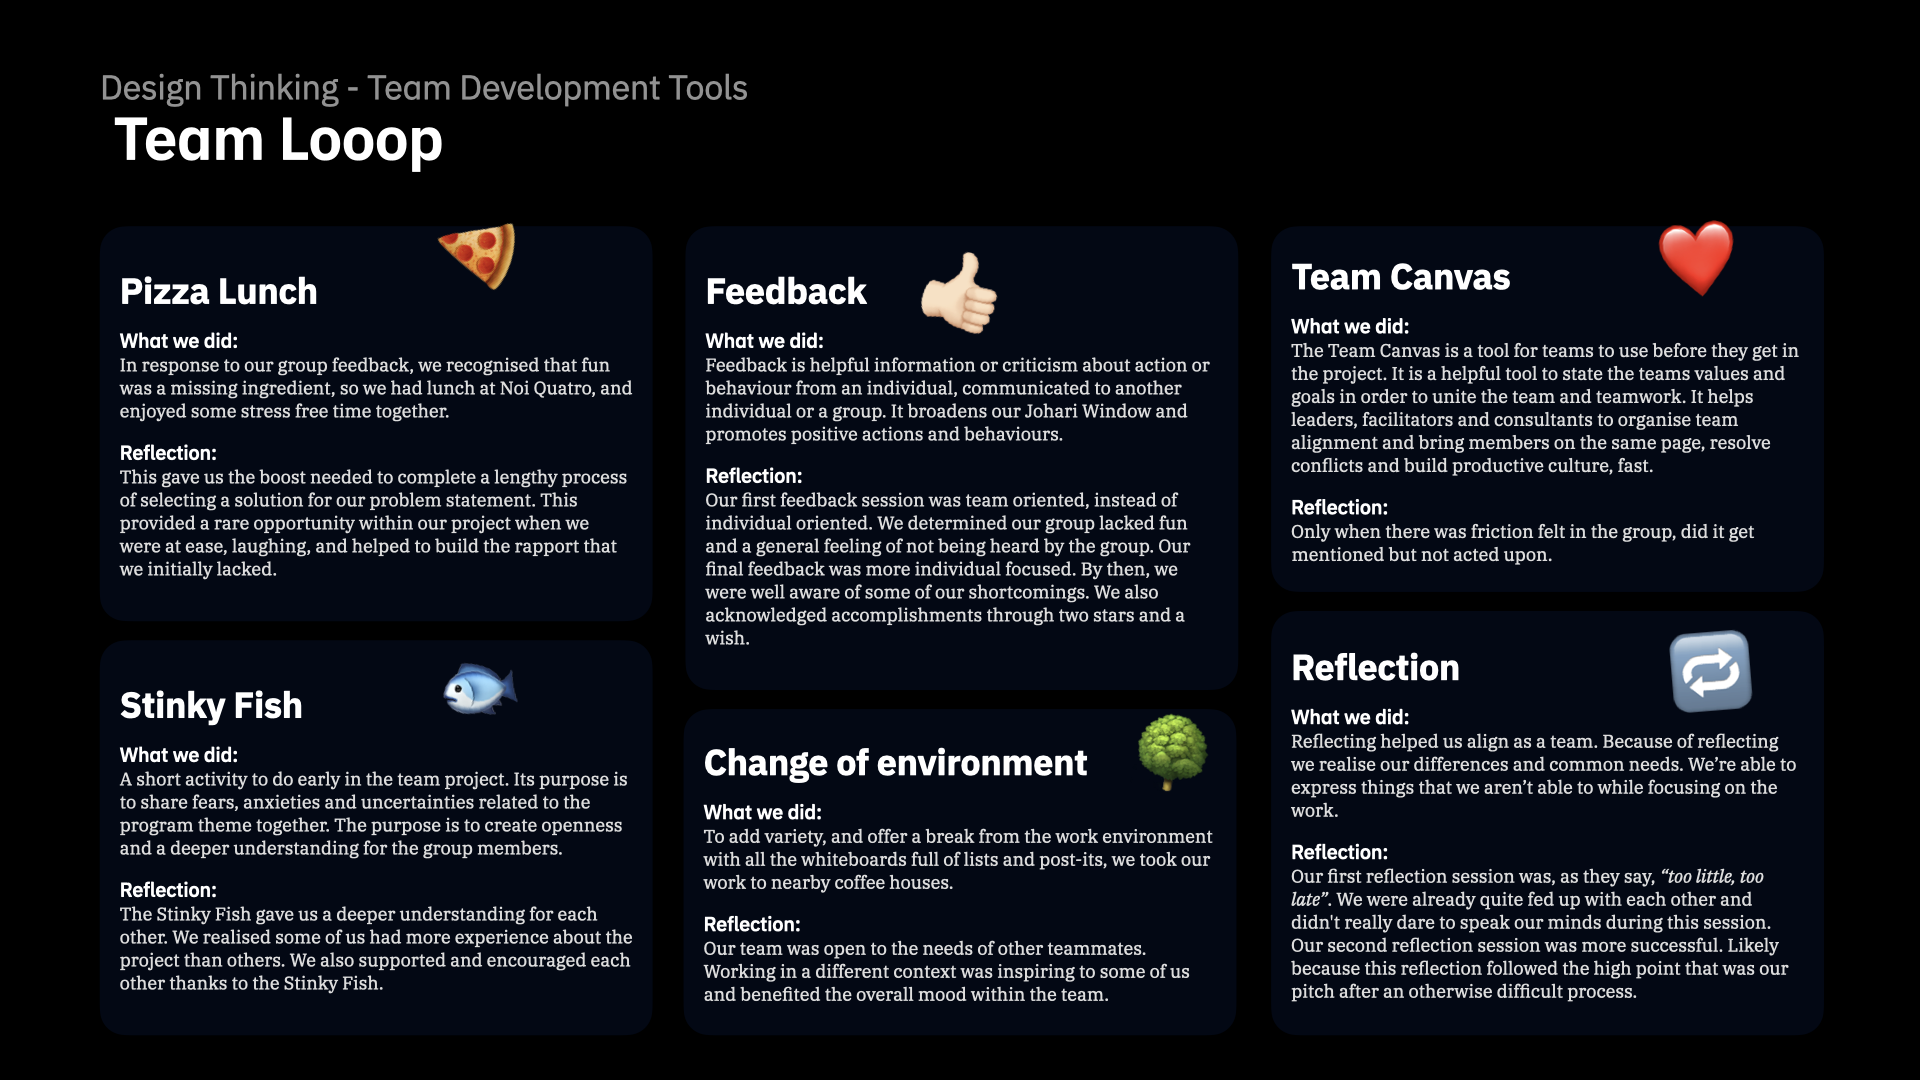 Design Thinking - Team Development Tools
Team Looop
Pizza Lunch
What we did:
In response to our group feedback, we recognised that fun
was a missing ingredient, so we had lunch at Noi Quatro, and
enjoyed some stress free time together.
Reflection:
This gave us the boost needed to complete a lengthy process
of selecting a solution for our problem statement. This
provided a rare opportunity within our project when we
were at ease, laughing, and helped to build the rapport that
we initially lacked.
Stinky Fish
What we did:
A short activity to do early in the team project. Its purpose is
to share fears, anxieties and uncertainties related to the
program theme together. The purpose is to create openness
and a deeper understanding for the group members.
Reflection:
The Stinky Fish gave us a deeper understanding for each
other. We realised some of us had more experience about the
project than others. We also supported and encouraged each
other thanks to the Stinky Fish.
Feedback
What we did:
Feedback is helpful information or criticism about action or
behaviour from an individual, communicated to another
individual or a group. It broadens our Johari Window and
promotes positive actions and behaviours.
Reflection:
Our first feedback session was team oriented, instead of
individual oriented. We determined our group lacked fun
and a general feeling of not being heard by the group. Our
final feedback was more individual focused. By then, we
were well aware of some of our shortcomings. We also
acknowledged accomplishments through two stars and a
wish.
Change of environment
What we did:
To add variety, and offer a break from the work environment
with all the whiteboards full of lists and post-its, we took our
work to nearby coffee houses.
Reflection:
Our team was open to the needs of other teammates.
Working in a different context was inspiring to some of us
and benefited the overall mood within the team.
Team Canvas
What we did:
The Team Canvas is a tool for teams to use before they get in
the project. It is a helpful tool to state the teams values and
goals in order to unite the team and teamwork. It helps
leaders, facilitators and consultants to organise team
alignment and bring members on the same page, resolve
conflicts and build productive culture, fast.
Reflection:
Only when there was friction felt in the group, did it get
mentioned but not acted upon.
Reflection
What we did:
Reflecting helped us align as a team. Because of reflecting
we realise our differences and common needs. We’re able to
express things that we aren’t able to while focusing on the
work.
Reflection:
Our first reflection session was, as they say, “too little, too
late”. We were already quite fed up with each other and
didn't really dare to speak our minds during this session.
Our second reflection session was more successful. Likely
because this reflection followed the high point that was our
pitch after an otherwise difficult process.